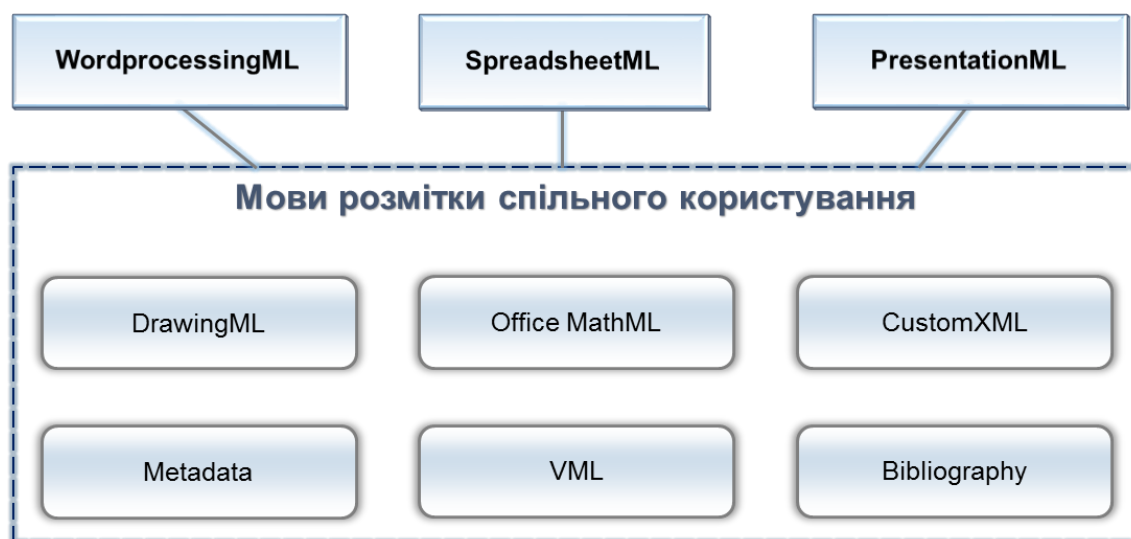 WordprocessingML
SpreadsheetML
PresentationML
Мови розмітки спільного користування
DrawingML
Office MathML
CustomXML
Metadata
VML
Bibliography